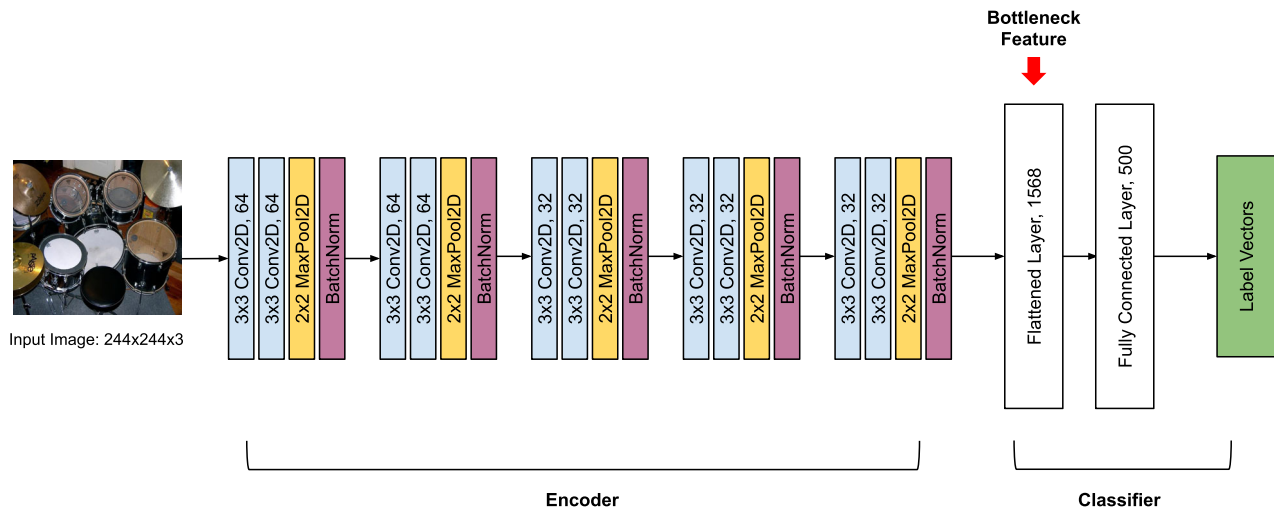 Bottleneck
Feature
3x3 Conv2D, 64
3x3 Conv2D, 64
2x2 MaxPool2D
BatchNorm
3x3 Conv2D, 64
3x3 Conv2D, 64
2x2 MaxPool2D
BatchNorm
3x3 Conv2D, 32
3x3 Conv2D, 32
2x2 MaxPool2D
BatchNorm
3x3 Conv2D, 32
3x3 Conv2D, 32
2x2 MaxPool2D
BatchNorm
3x3 Conv2D, 32
3x3 Conv2D, 32
2x2 MaxPool2D
BatchNorm
Flattened Layer, 1568
Fully Connected Layer, 500
Label Vectors
Input Image: 244x244x3
Encoder
Classifier